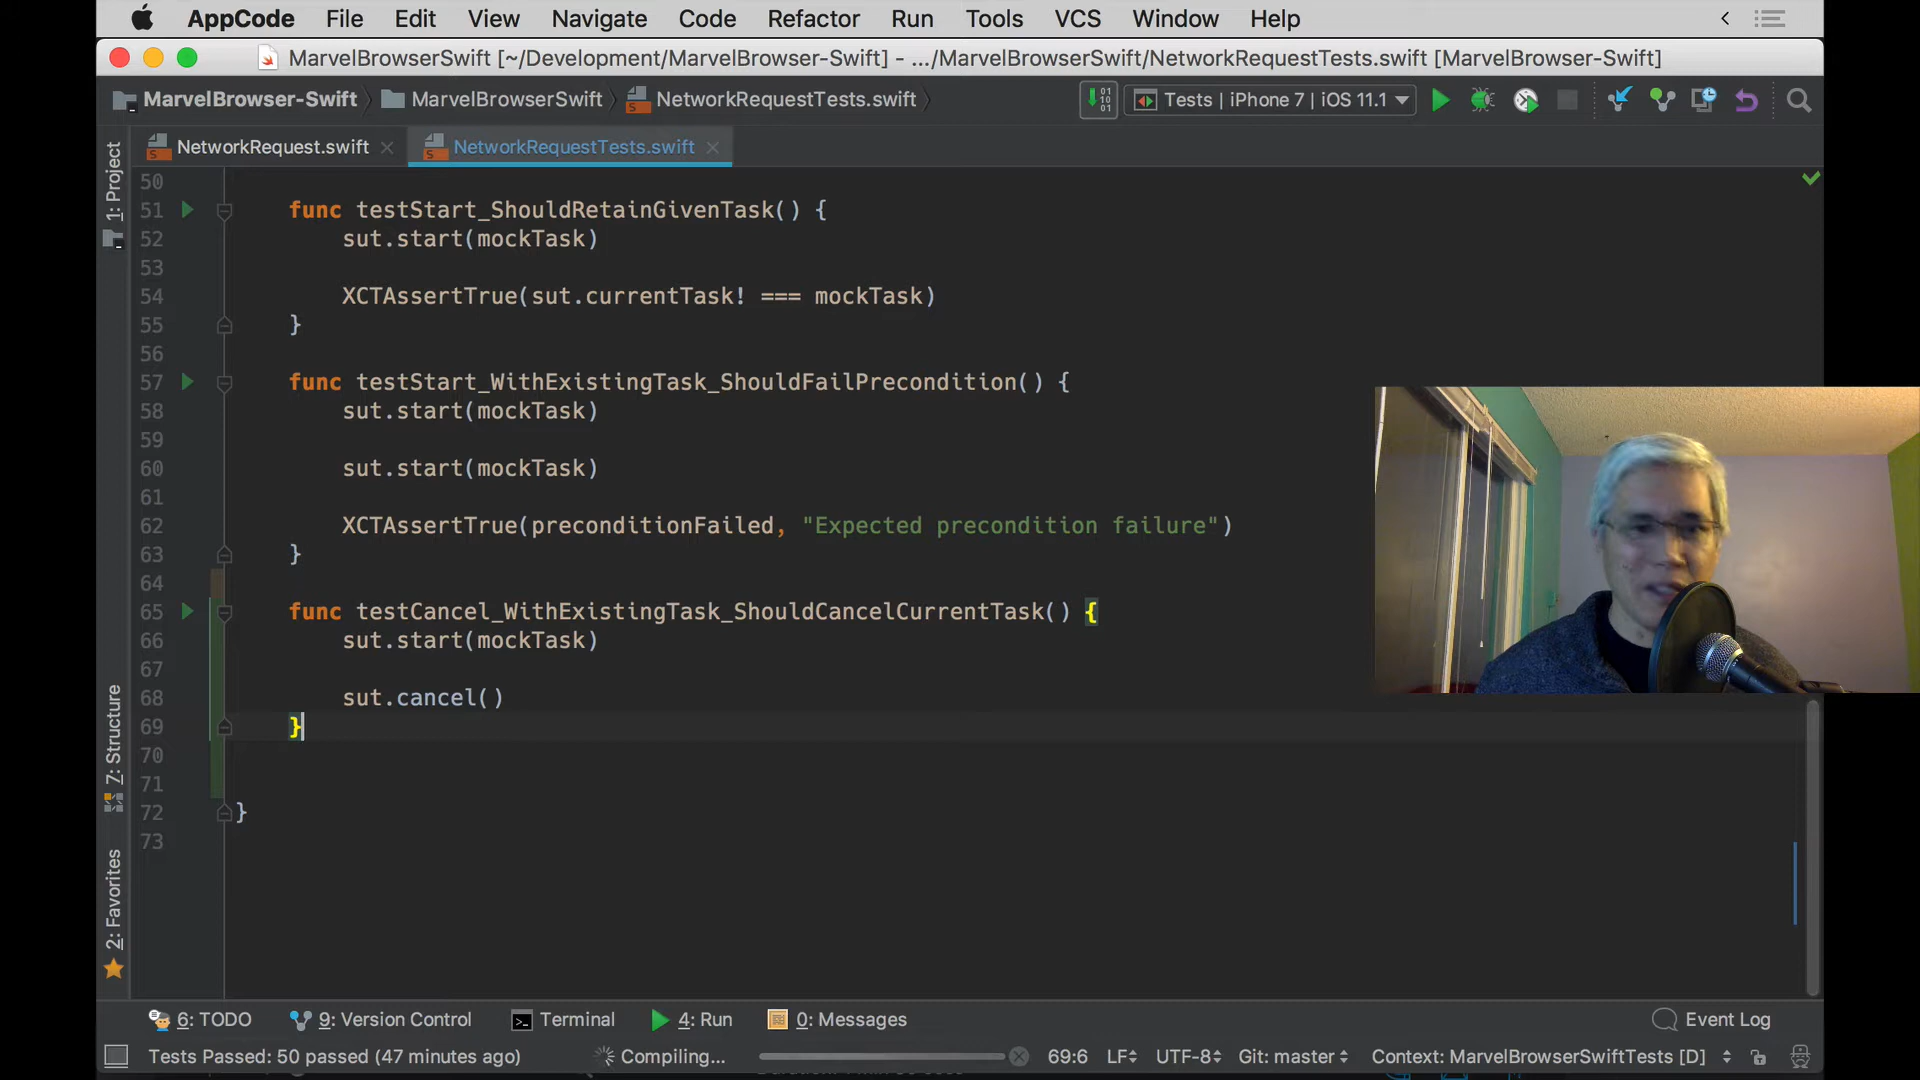 AppCode File Edit View Navigate Code Refactor Run Tools VCS Window Help
MarvelBrowserSwift [~/Development/MarvelBrowser-Swift] - .../MarvelBrowserSwift/NetworkRequestTests.swift [MarvelBrowser-Swift]
MarvelBrowser-Swift MarvelBrowserSwift NetworkRequestTests.swift Tests | iPhone 7 | iOS 11.1
NetworkRequest.swift NetworkRequestTests.swift
1: Project
7: Structure
2: Favorites
50
51 func testStart_ShouldRetainGivenTask() {
52 sut.start(mockTask)
53
54 XCTAssertTrue(sut.currentTask! === mockTask)
55 }
56
57 func testStart_WithExistingTask_ShouldFailPrecondition() {
58 sut.start(mockTask)
59
60 sut.start(mockTask)
61
62 XCTAssertTrue(preconditionFailed, "Expected precondition failure")
63 }
64
65 func testCancel_WithExistingTask_ShouldCancelCurrentTask() {
66 sut.start(mockTask)
67
68 sut.cancel()
69 }
70
71
72 }
73
6: TODO 9: Version Control Terminal 4: Run 0: Messages Event Log
Tests Passed: 50 passed (47 minutes ago) Compiling... 69:6 LF UTF-8 Git: master Context: MarvelBrowserSwiftTests [D]